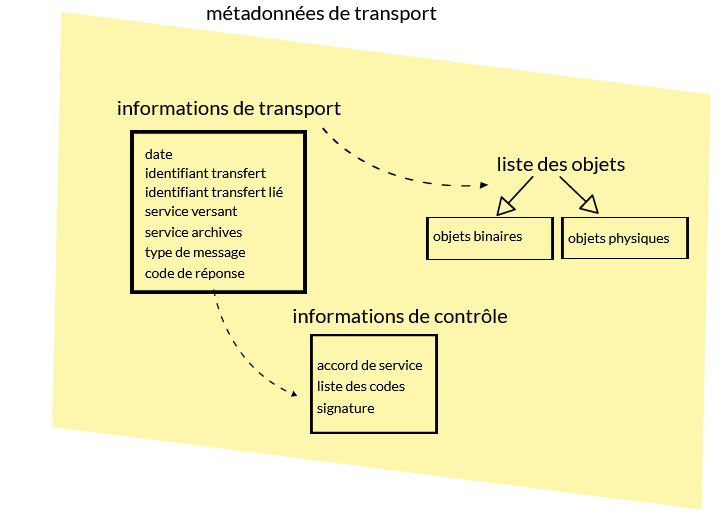 métadonnées de transport
informations de transport
date
identifiant transfert
identifiant transfert lié
service versant
service archives
type de message
code de réponse
liste des objets
objets binaires
objets physiques
informations de contrôle
accord de service
liste des codes
signature